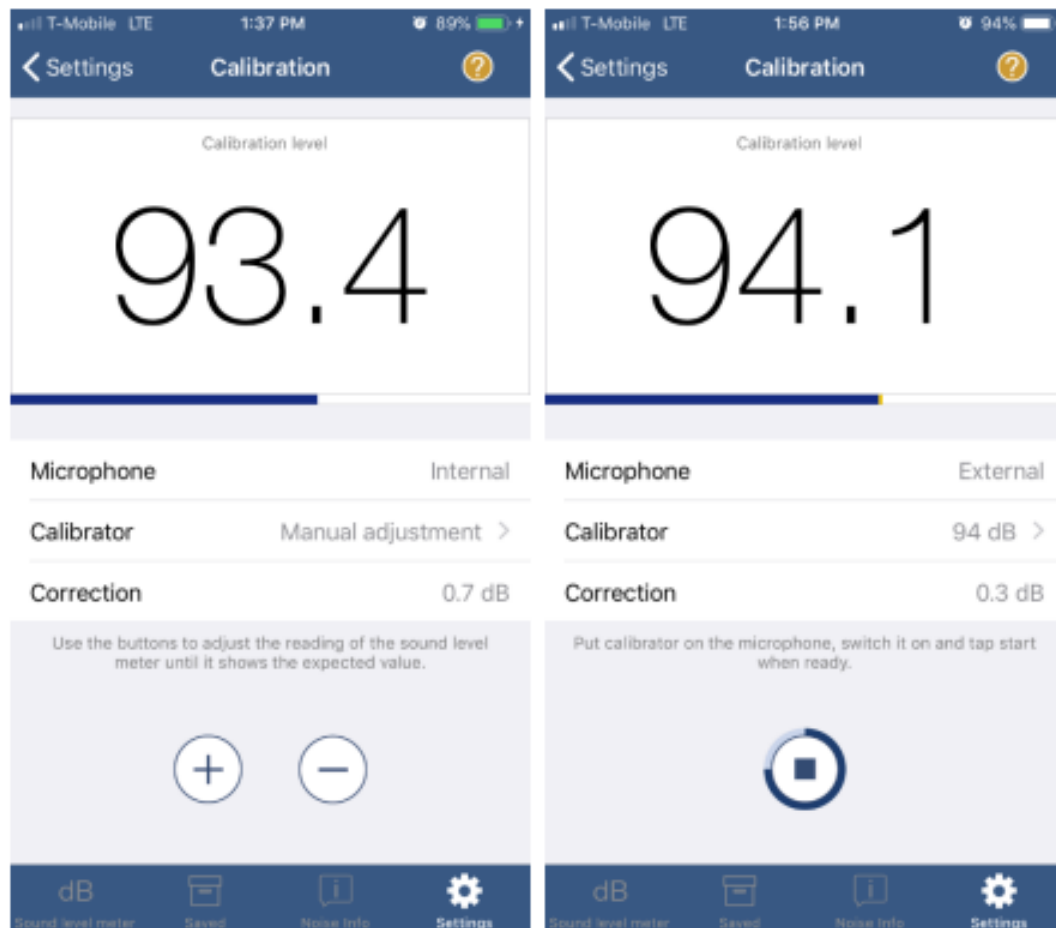 T-Mobile LTE 1:37 PM 89%
Settings Calibration ?
Calibration level
93.4
Microphone Internal
Calibrator Manual adjustment >
Correction 0.7 dB
Use the buttons to adjust the reading of the sound level
meter until it shows the expected value.
+ −
dB
Sound level meter Saved Noise Info Settings
T-Mobile LTE 1:56 PM 94%
Settings Calibration ?
Calibration level
94.1
Microphone External
Calibrator 94 dB >
Correction 0.3 dB
Put calibrator on the microphone, switch it on and tap start
when ready.
dB
Sound level meter Saved Noise Info Settings